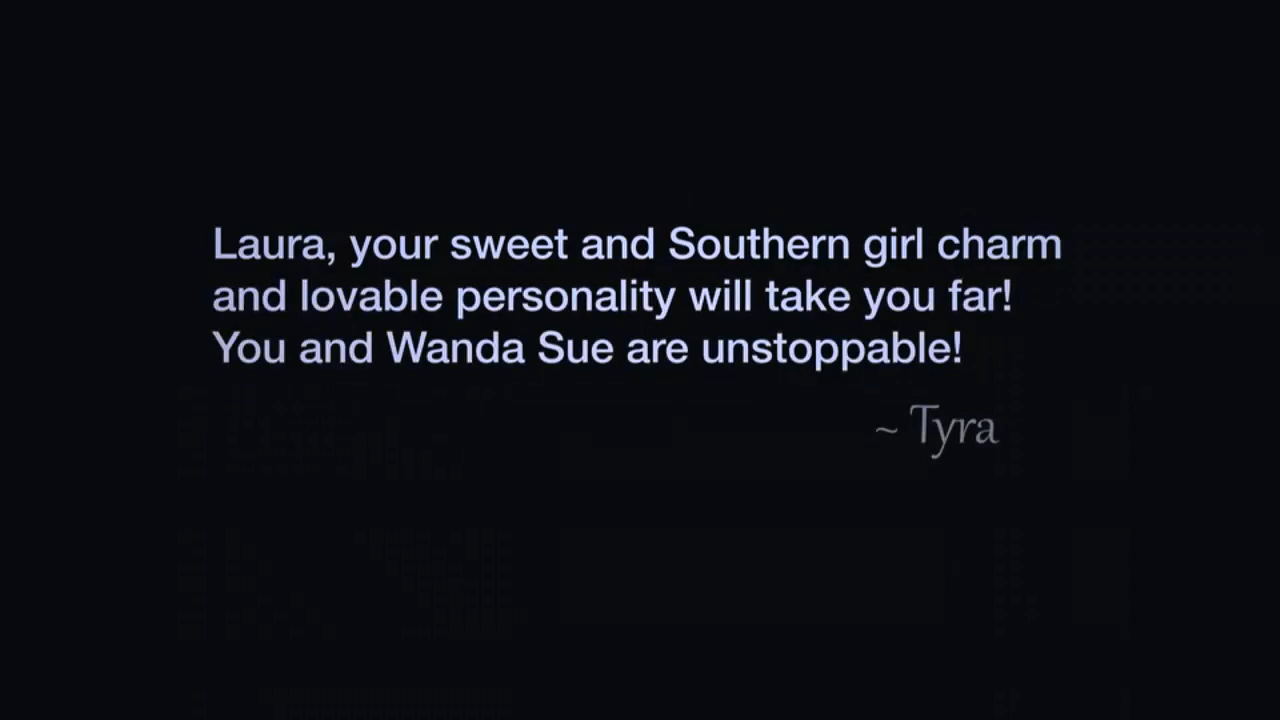 Laura, your sweet and Southern girl charm
and lovable personality will take you far!
You and Wanda Sue are unstoppable!
~ Tyra